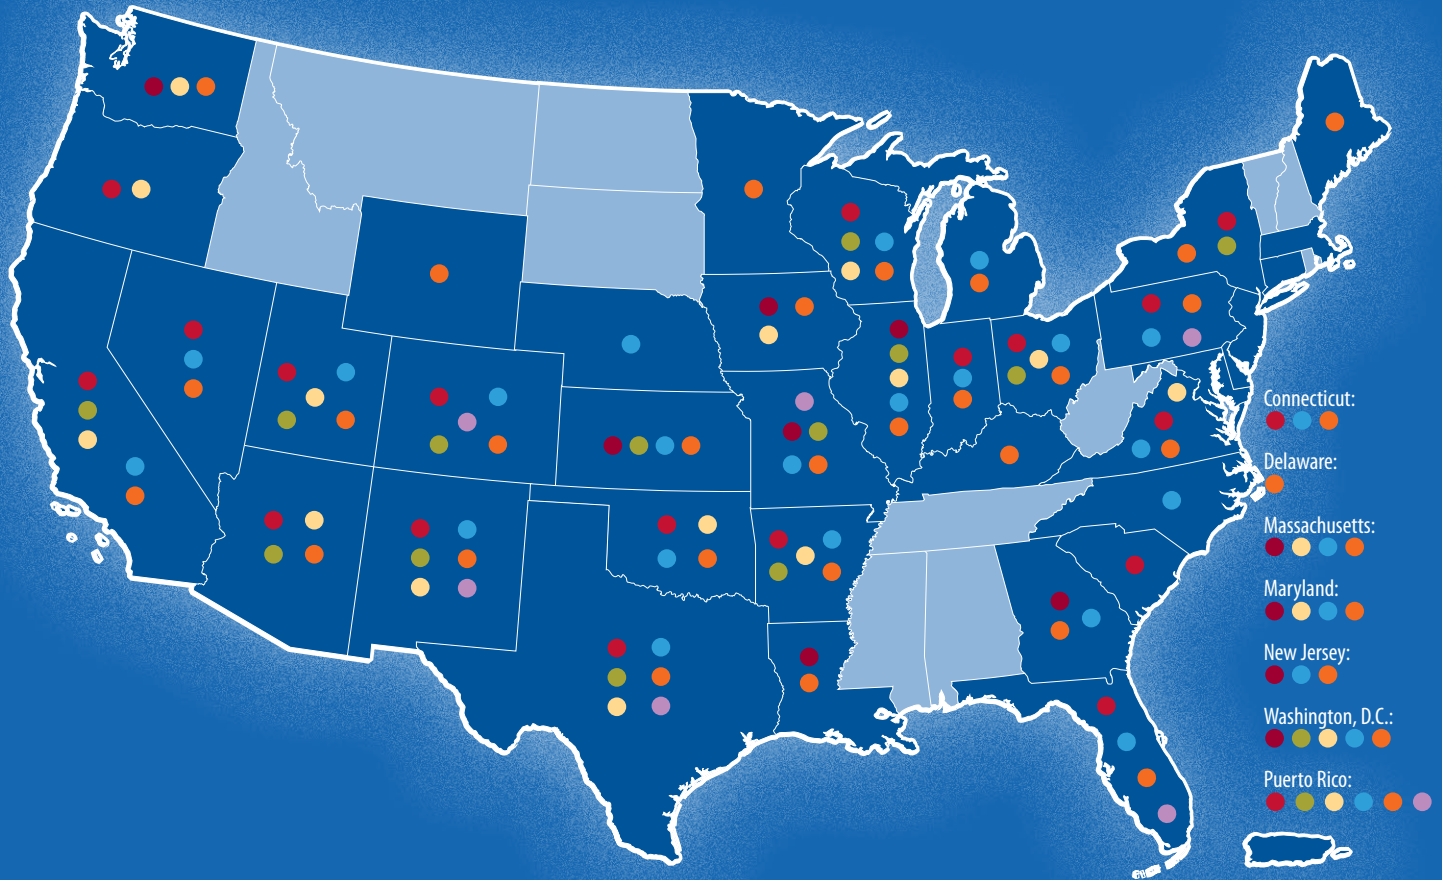 Connecticut:
Delaware:
Massachusetts:
Maryland:
New Jersey:
Washington, D.C.:
Puerto Rico: